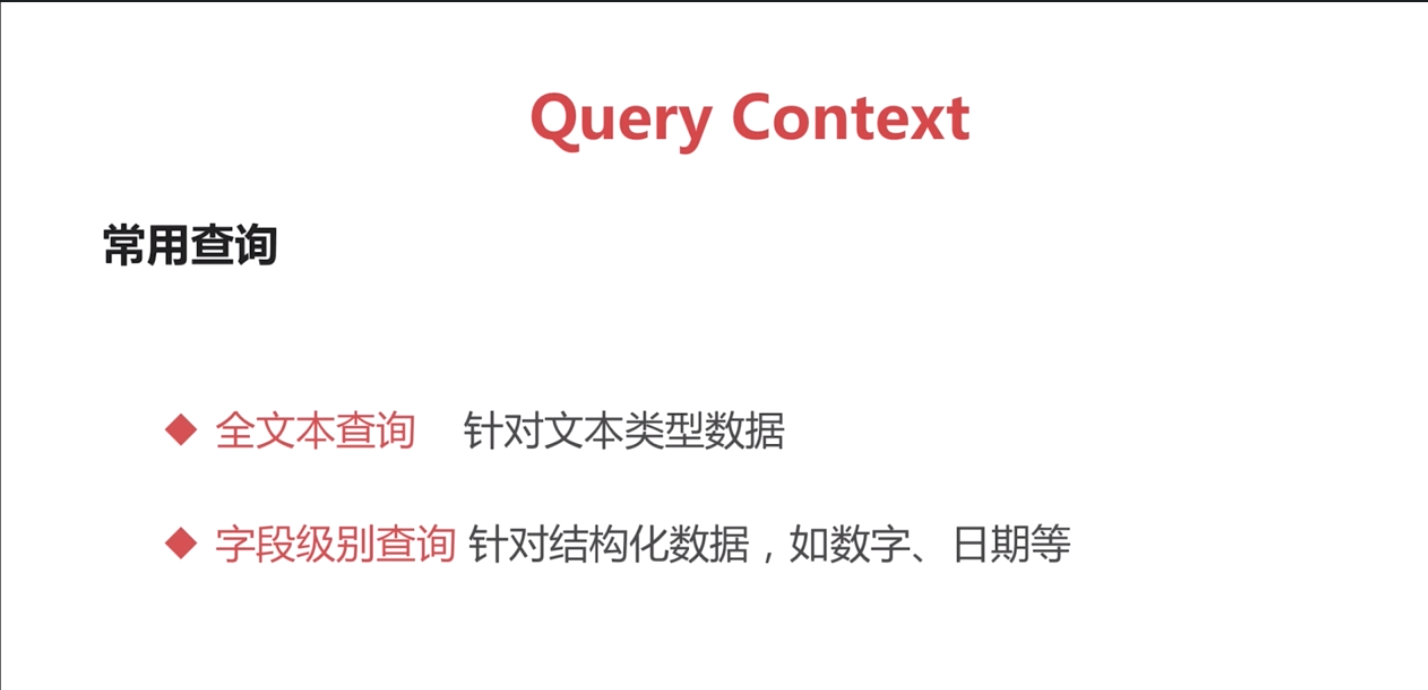 Query Context
常用查询
◆ 全文本查询 针对文本类型数据
◆ 字段级别查询 针对结构化数据，如数字、日期等